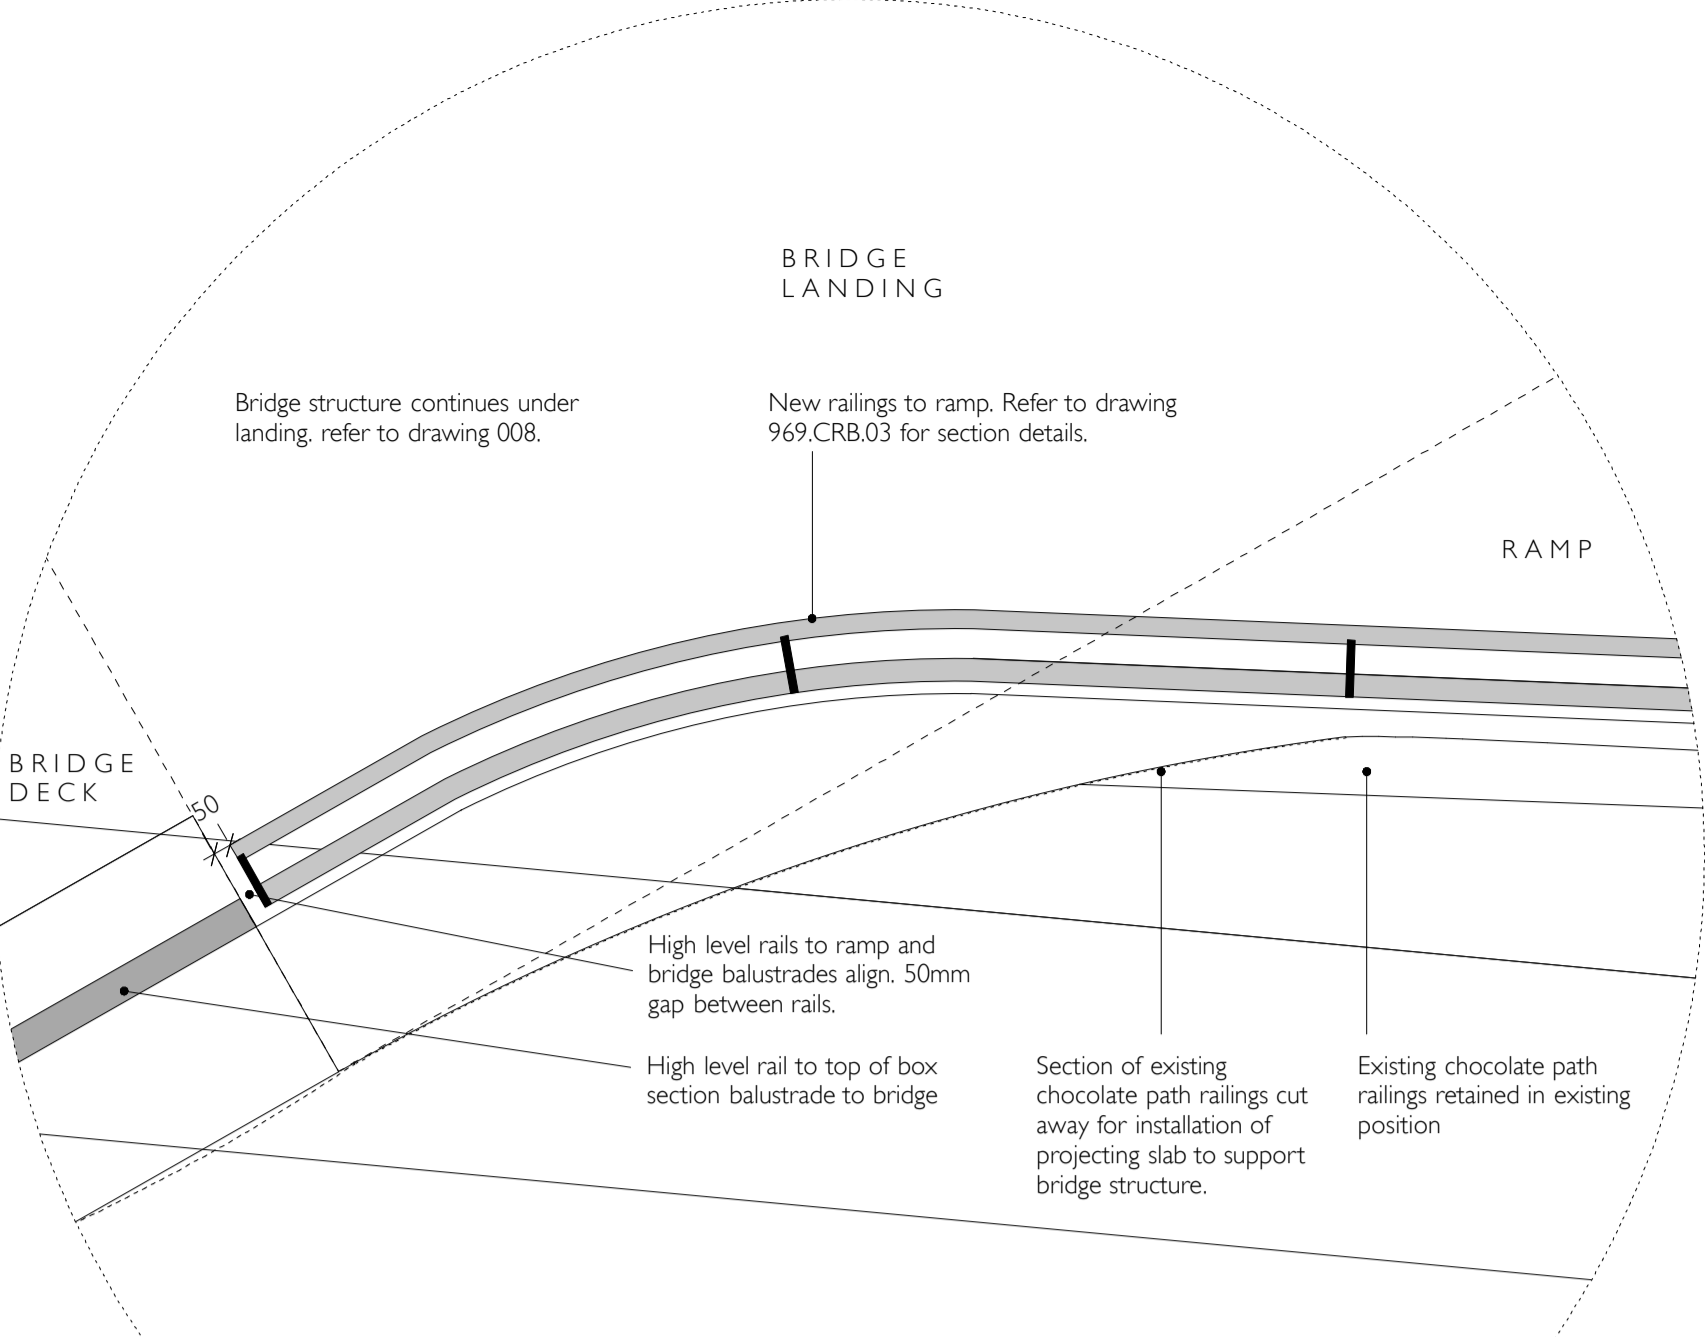 BRIDGE
LANDING
Bridge structure continues under
landing. refer to drawing 008.
New railings to ramp. Refer to drawing
969.CRB.03 for section details.
RAMP
BRIDGE
DECK
50
High level rails to ramp and
bridge balustrades align. 50mm
gap between rails.
High level rail to top of box
section balustrade to bridge
Section of existing
chocolate path railings cut
away for installation of
projecting slab to support
bridge structure.
Existing chocolate path
railings retained in existing
position